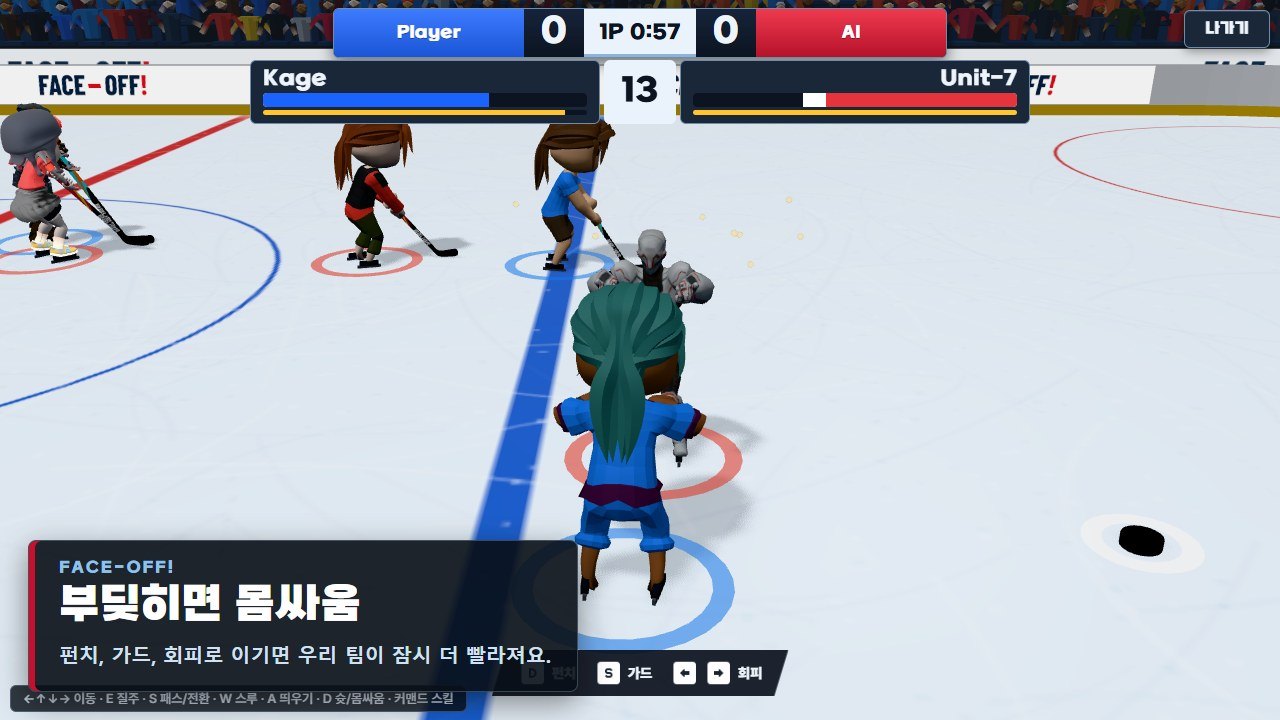 Player 0 1P 0:57 0 AI
나가기
FACE-OFF!
Kage 13 Unit-7
FF!
FACE-OFF!
부딪히면 몸싸움
펀치, 가드, 회피로 이기면 우리 팀이 잠시 더 빨라져요.
D 펀치 S 가드 ← → 회피
←↑↓→ 이동 · E 질주 · S 패스/전환 · W 스루 · A 띄우기 · D 슛/몸싸움 · 커맨드 스킬